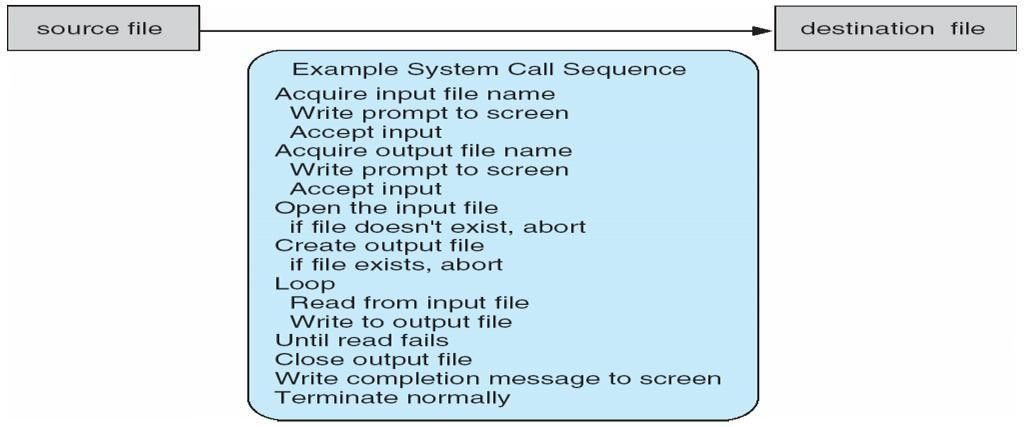 source file
destination file
Example System Call Sequence
Acquire input file name
Write prompt to screen
Accept input
Acquire output file name
Write prompt to screen
Accept input
Open the input file
if file doesn't exist, abort
Create output file
if file exists, abort
Loop
Read from input file
Write to output file
Until read fails
Close output file
Write completion message to screen
Terminate normally